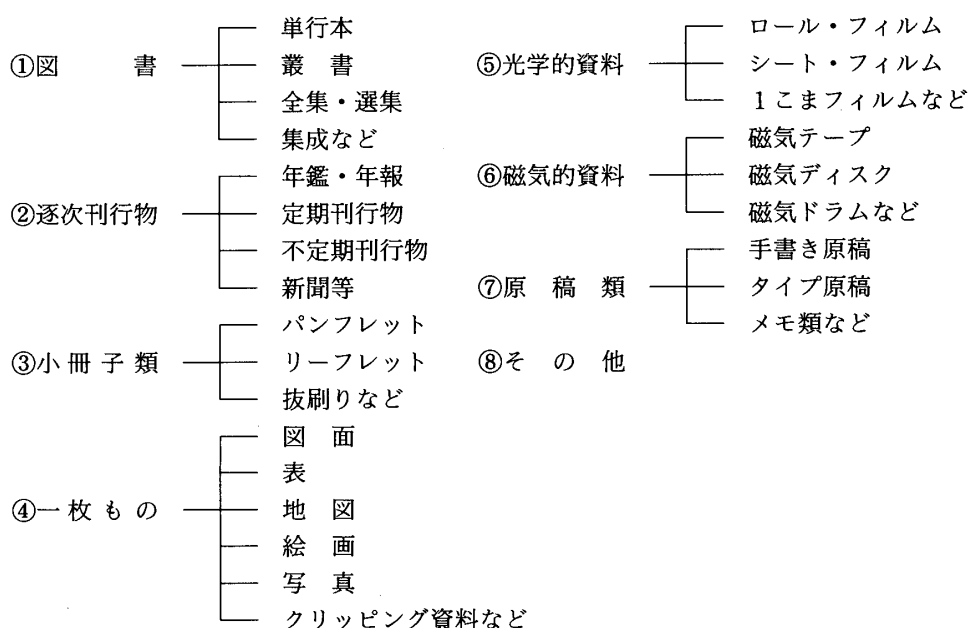 ①図書
単行本
叢書
全集・選集
集成など
②逐次刊行物
年鑑・年報
定期刊行物
不定期刊行物
新聞等
③小冊子類
パンフレット
リーフレット
抜刷りなど
④一枚もの
図面
表
地図
絵画
写真
クリッピング資料など
⑤光学的資料
ロール・フィルム
シート・フィルム
1こまフィルムなど
⑥磁気的資料
磁気テープ
磁気ディスク
磁気ドラムなど
⑦原稿類
手書き原稿
タイプ原稿
メモ類など
⑧その他